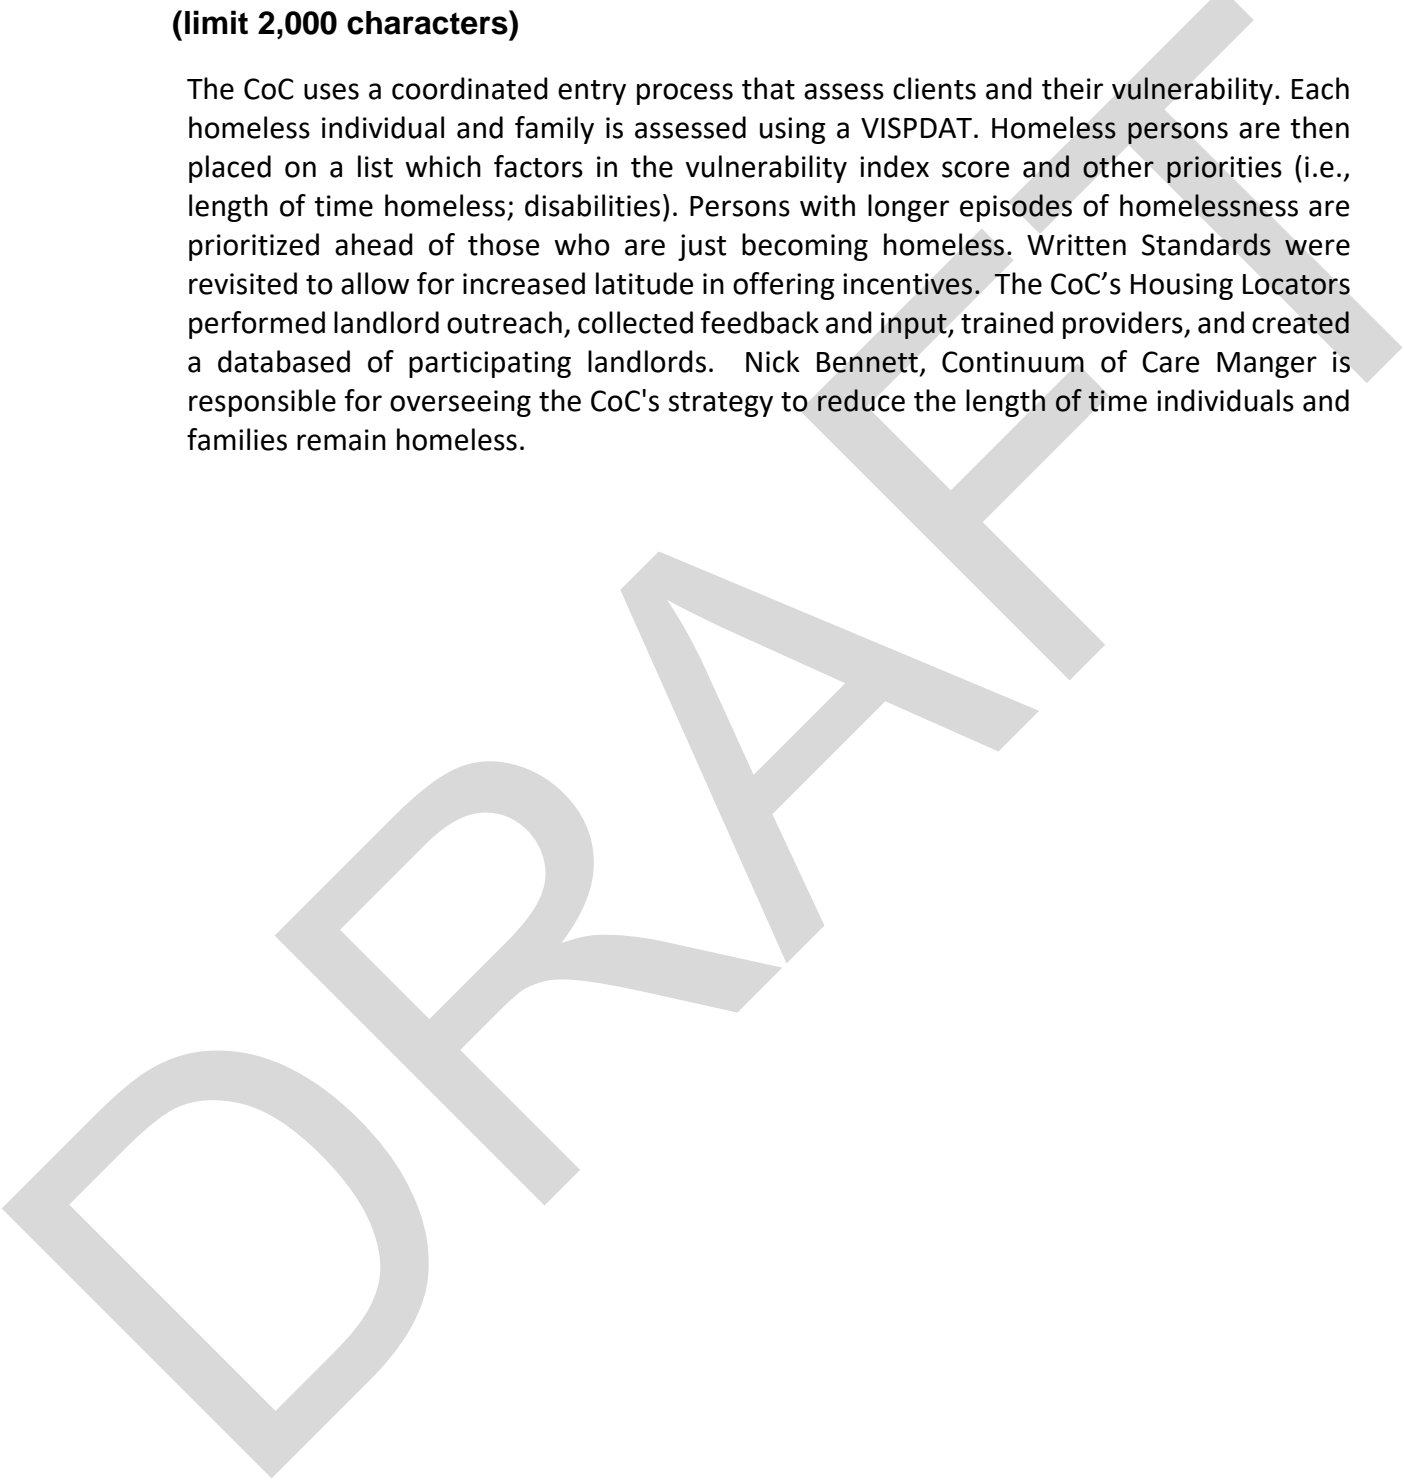 (limit 2,000 characters)
The CoC uses a coordinated entry process that assess clients and their vulnerability. Each
homeless individual and family is assessed using a VISPDAT. Homeless persons are then
placed on a list which factors in the vulnerability index score and other priorities (i.e.,
length of time homeless; disabilities). Persons with longer episodes of homelessness are
prioritized ahead of those who are just becoming homeless. Written Standards were
revisited to allow for increased latitude in offering incentives.  The CoC’s Housing Locators
performed landlord outreach, collected feedback and input, trained providers, and created
a databased of participating landlords.  Nick Bennett, Continuum of Care Manger is
responsible for overseeing the CoC's strategy to reduce the length of time individuals and
families remain homeless.
DRAFT